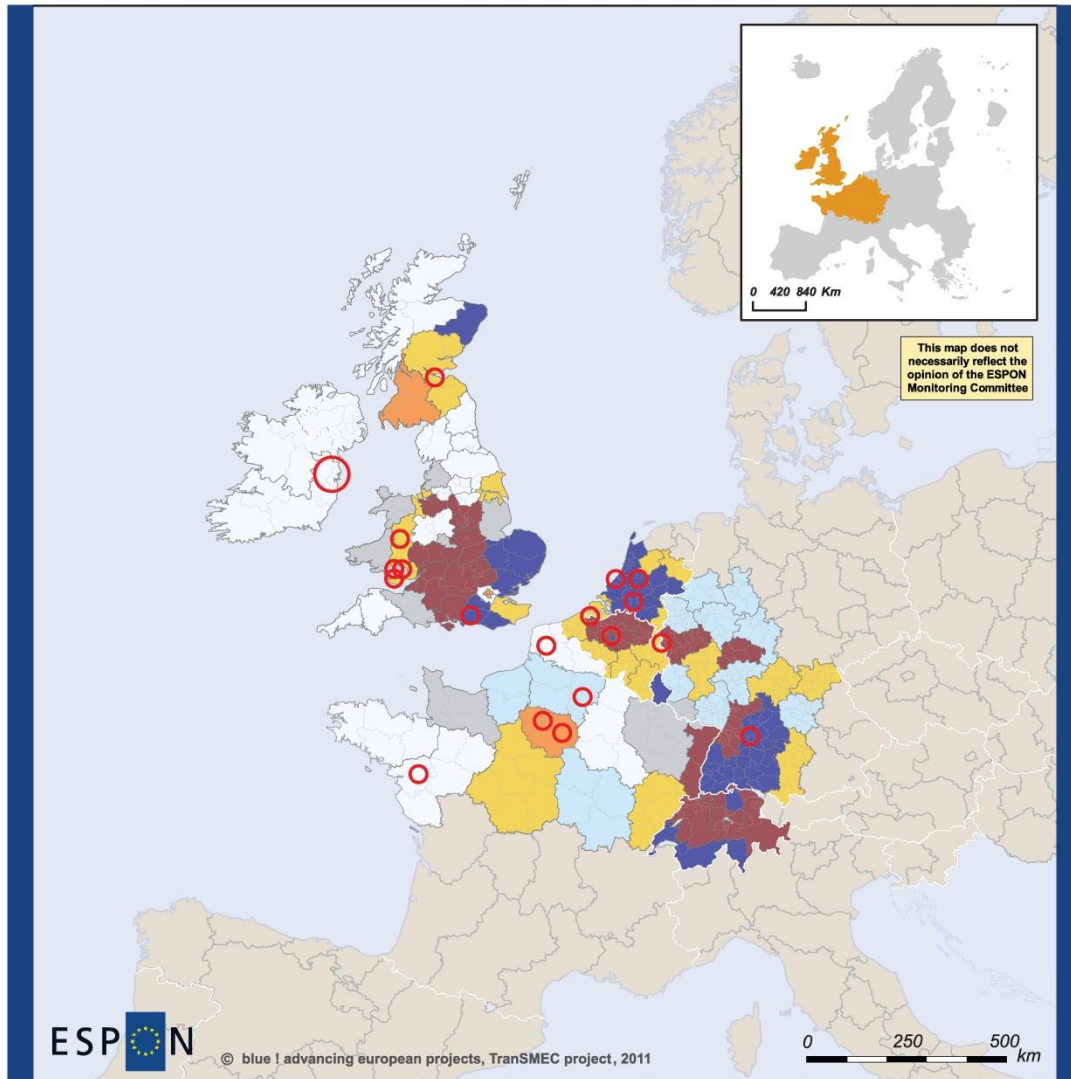 0 420 840 Km
This map does not
necessarily reflect the
opinion of the ESPON
Monitoring Committee
ESPON
© blue ! advancing european projects, TranSMEC project, 2011
0 250 500
km